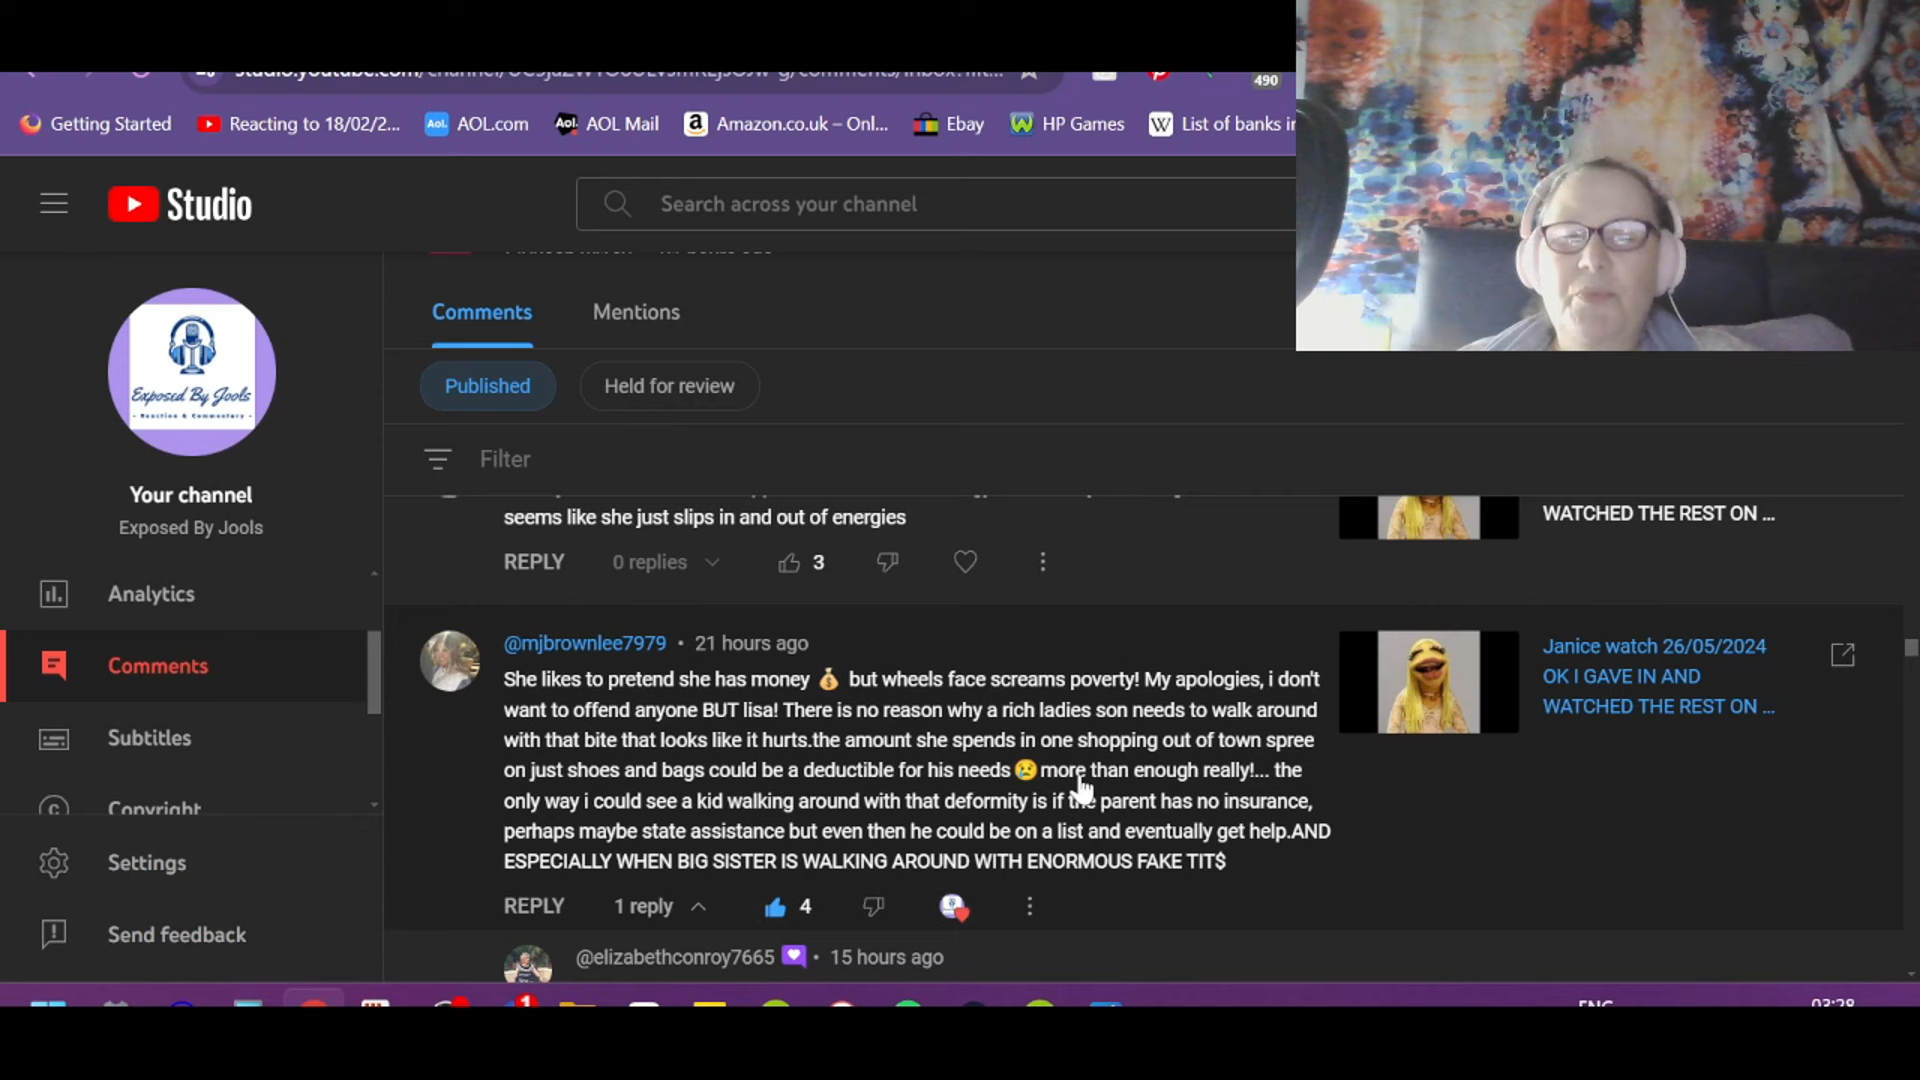 490
Getting Started
Reacting to 18/02/2...
Aol.
AOL.com
Aol.
AOL Mail
Amazon.co.uk – Onl...
Ebay
HP Games
W
List of banks in
Studio
Search across your channel
Exposed By Jools
- Reaction & Commentary -
Your channel
Exposed By Jools
Analytics
Comments
Subtitles
Copyright
Settings
Send feedback
Comments
Mentions
Published
Held for review
Filter
seems like she just slips in and out of energies
REPLY
0 replies
3
WATCHED THE REST ON ...
@mjbrownlee7979 • 21 hours ago
She likes to pretend she has money 💰 but wheels face screams poverty! My apologies, i don't
want to offend anyone BUT lisa! There is no reason why a rich ladies son needs to walk around
with that bite that looks like it hurts.the amount she spends in one shopping out of town spree
on just shoes and bags could be a deductible for his needs 😢 more than enough really!... the
only way i could see a kid walking around with that deformity is if the parent has no insurance,
perhaps maybe state assistance but even then he could be on a list and eventually get help.AND
ESPECIALLY WHEN BIG SISTER IS WALKING AROUND WITH ENORMOUS FAKE TIT$
REPLY
1 reply
4
Janice watch 26/05/2024
OK I GAVE IN AND
WATCHED THE REST ON ...
@elizabethconroy7665 • 15 hours ago
1
ENG
03:28